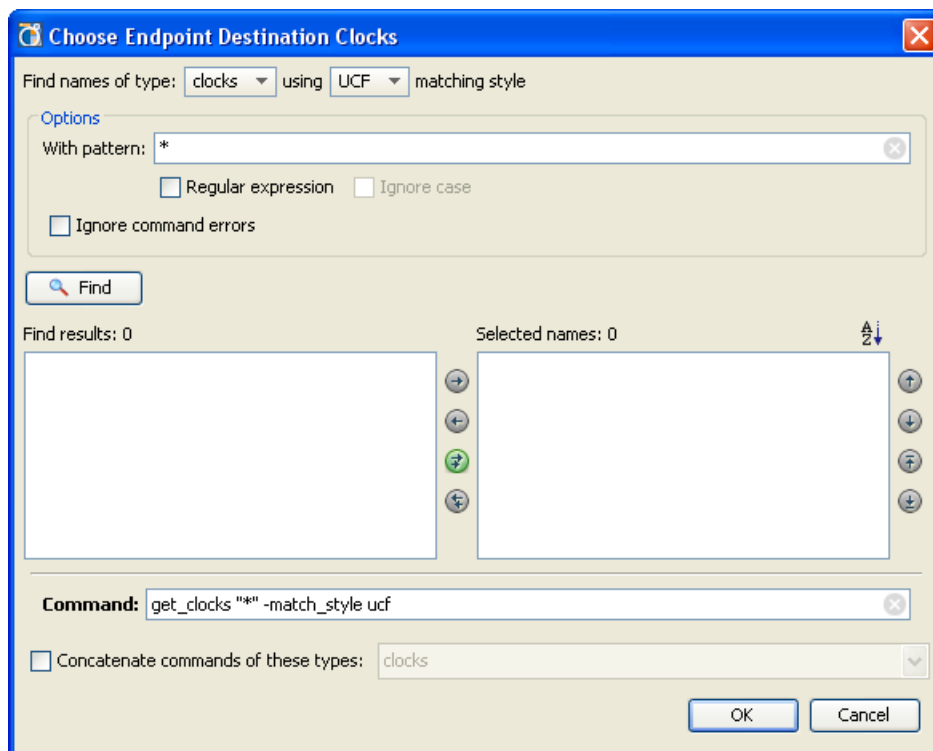 Choose Endpoint Destination Clocks
Find names of type: clocks using UCF matching style
Options
With pattern: *
Regular expression Ignore case
Ignore command errors
Find
Find results: 0 Selected names: 0 AZ
Command: get_clocks "*" -match_style ucf
Concatenate commands of these types: clocks
OK Cancel